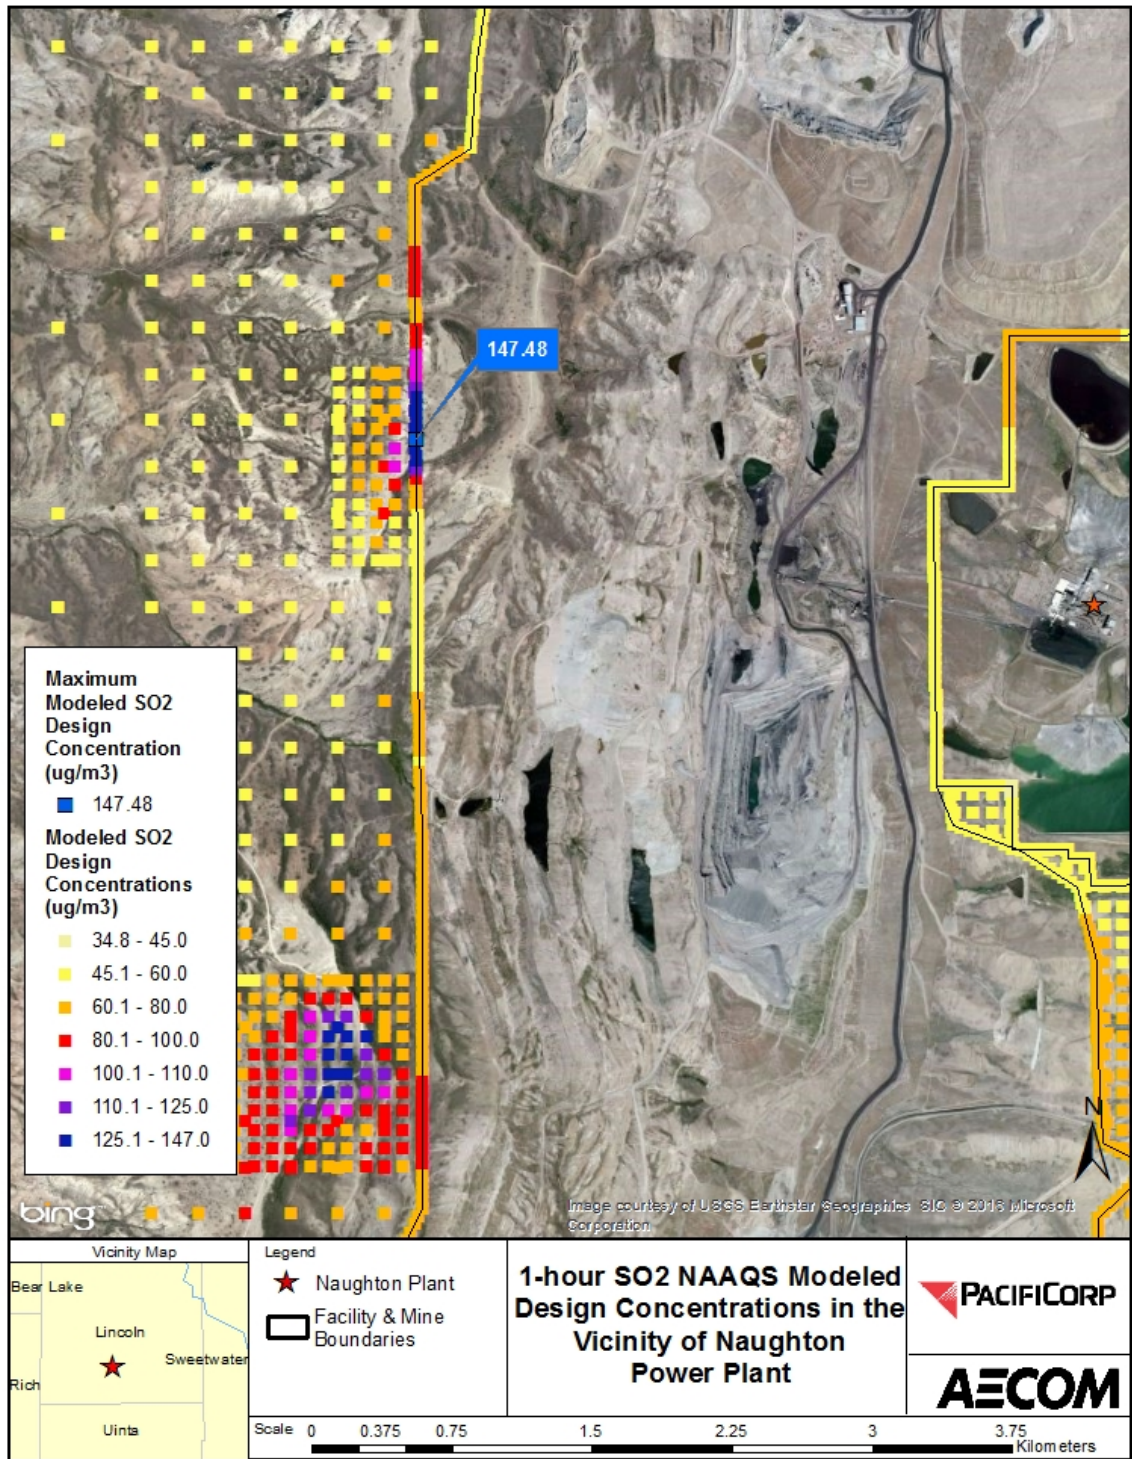 147.48
Maximum
Modeled SO2
Design
Concentration
(ug/m3)
147.48
Modeled SO2
Design
Concentrations
(ug/m3)
34.8 - 45.0
45.1 - 60.0
60.1 - 80.0
80.1 - 100.0
100.1 - 110.0
110.1 - 125.0
125.1 - 147.0
N
bing
Image courtesy of USGS Earthstar Geographics SIO © 2016 Microsoft
Corporation
Vicinity Map
Bear Lake
Lincoln
Sweetwater
Rich
Uinta
Legend
Naughton Plant
Facility & Mine
Boundaries
1-hour SO2 NAAQS Modeled
Design Concentrations in the
Vicinity of Naughton
Power Plant
PACIFICORP
AECOM
Scale 0 0.375 0.75 1.5 2.25 3 3.75
Kilometers